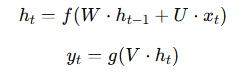 h_t = f(W · h_{t−1} + U · x_t)
y_t = g(V · h_t)